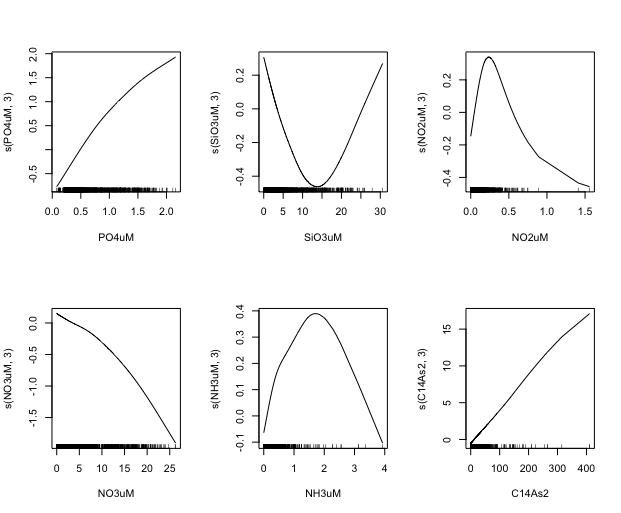 s(PO4uM, 3)
2.0
1.5
1.0
0.5
-0.5
0.0 0.5 1.0 1.5 2.0
PO4uM
s(SiO3uM, 3)
0.2
0.0
-0.2
-0.4
0 5 10 15 20 25 30
SiO3uM
s(NO2uM, 3)
0.2
0.0
-0.2
-0.4
0.0 0.5 1.0 1.5
NO2uM
s(NO3uM, 3)
0.0
-0.5
-1.0
-1.5
0 5 10 15 20 25
NO3uM
s(NH3uM, 3)
0.4
0.3
0.2
0.1
0.0
-0.1
0 1 2 3 4
NH3uM
s(C14As2, 3)
15
10
5
0
0 100 200 300 400
C14As2